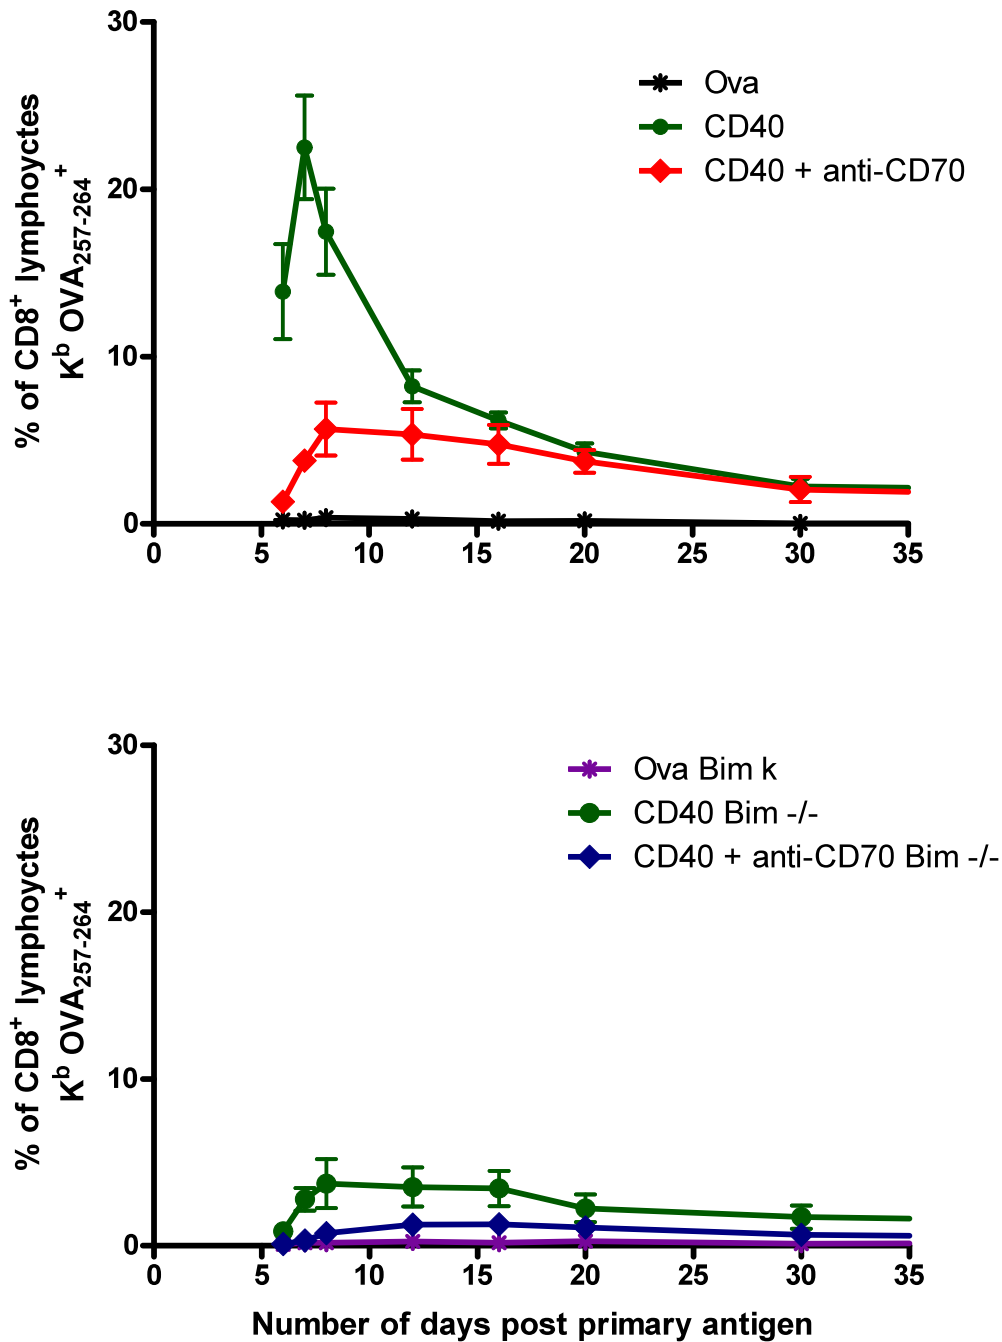 30
20
10
0
% of CD8+ lymphoyctes
Kb OVA257-264+
Ova
CD40
CD40 + anti-CD70
0 5 10 15 20 25 30 35
30
20
10
0
% of CD8+ lymphoyctes
Kb OVA257-264+
Ova Bim k
CD40 Bim -/-
CD40 + anti-CD70 Bim -/-
0 5 10 15 20 25 30 35
Number of days post primary antigen